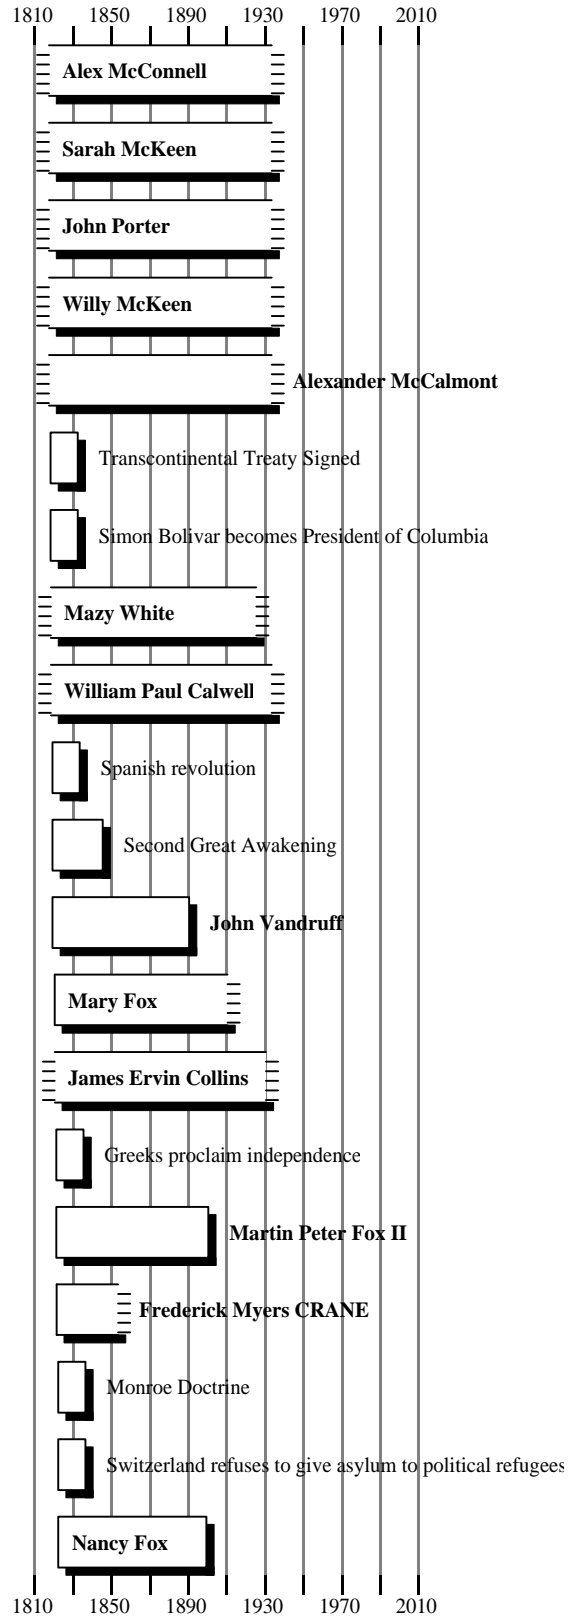 1810 1850 1890 1930 1970 2010
Alex McConnell
Sarah McKeen
John Porter
Willy McKeen
Alexander McCalmont
Transcontinental Treaty Signed
Simon Bolivar becomes President of Columbia
Mazy White
William Paul Calwell
Spanish revolution
Second Great Awakening
John Vandruff
Mary Fox
James Ervin Collins
Greeks proclaim independence
Martin Peter Fox II
Frederick Myers CRANE
Monroe Doctrine
Switzerland refuses to give asylum to political refugees
Nancy Fox
1810 1850 1890 1930 1970 2010